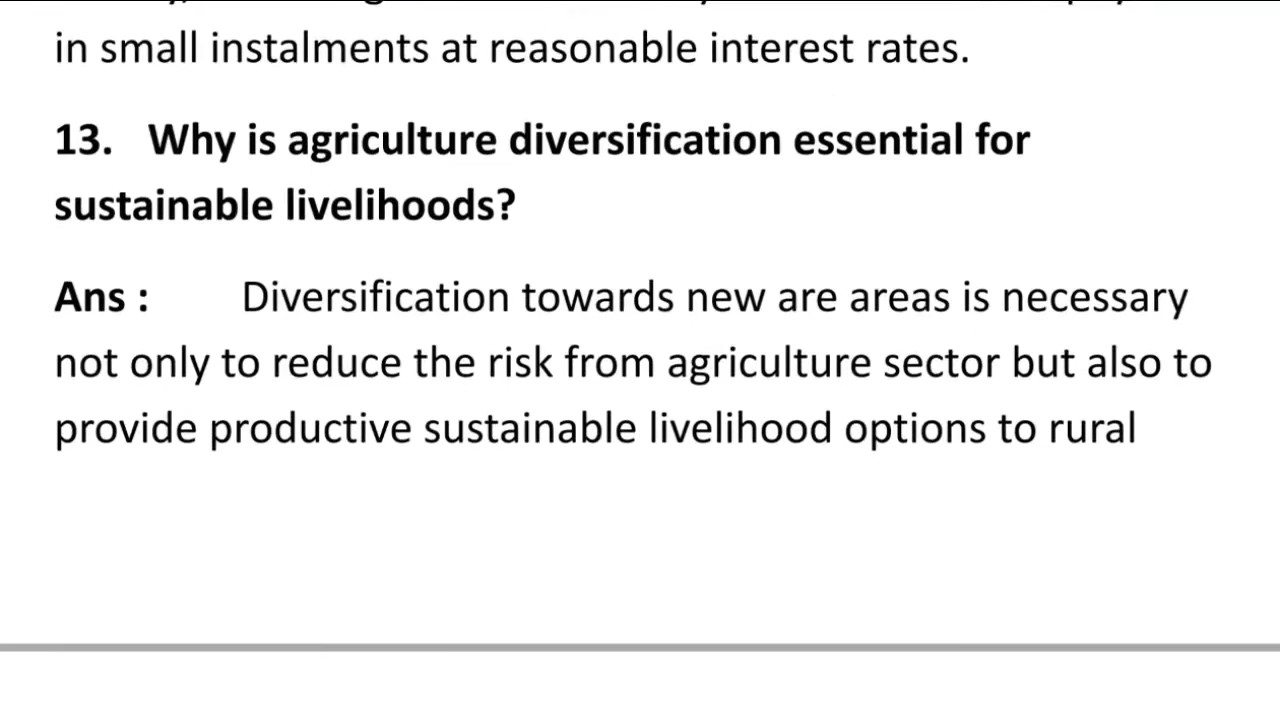 in small instalments at reasonable interest rates.
13. Why is agriculture diversification essential for
sustainable livelihoods?
Ans : Diversification towards new are areas is necessary
not only to reduce the risk from agriculture sector but also to
provide productive sustainable livelihood options to rural